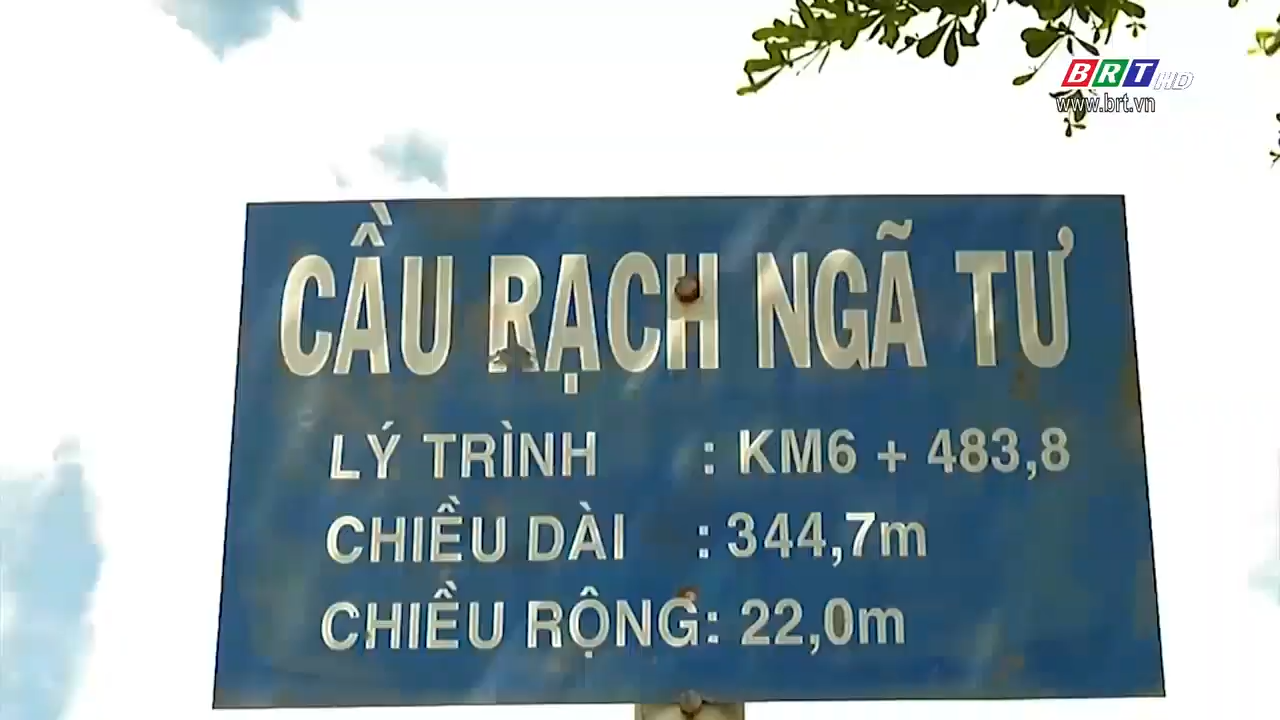 BRT HD
www.brt.vn
CẦU RẠCH NGÃ TƯ
LÝ TRÌNH : KM6 + 483,8
CHIỀU DÀI : 344,7m
CHIỀU RỘNG: 22,0m